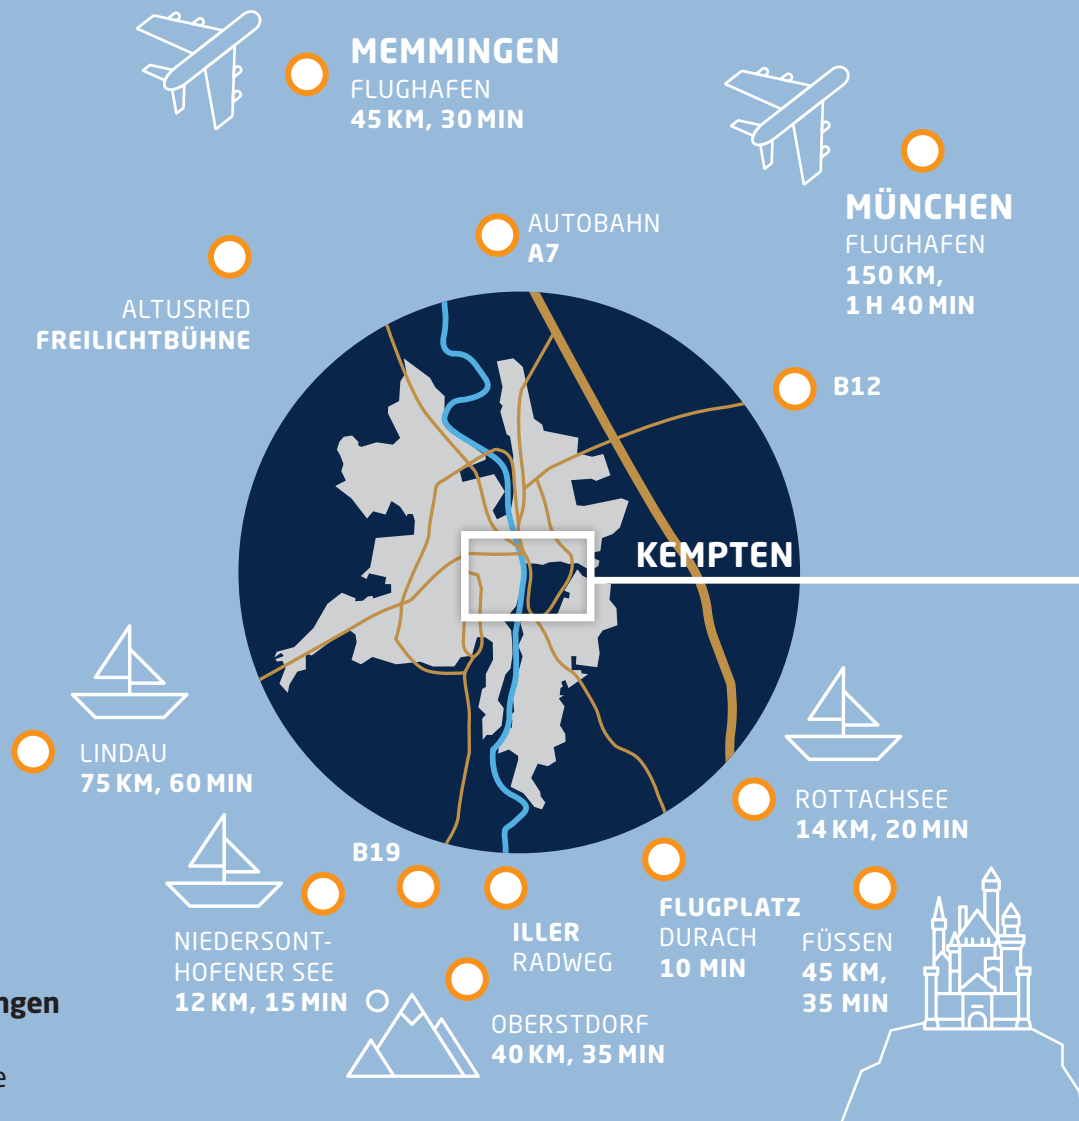 MEMMINGEN
FLUGHAFEN
45 KM, 30 MIN
MÜNCHEN
FLUGHAFEN
150 KM,
1 H 40 MIN
AUTOBAHN
A7
ALTUSRIED
FREILICHTBÜHNE
B12
KEMPTEN
LINDAU
75 KM, 60 MIN
ROTTACHSEE
14 KM, 20 MIN
B19
NIEDERSONT-
HOFENER SEE
12 KM, 15 MIN
ILLER
RADWEG
FLUGPLATZ
DURACH
10 MIN
FÜSSEN
45 KM,
35 MIN
OBERSTDORF
40 KM, 35 MIN
ngen
e